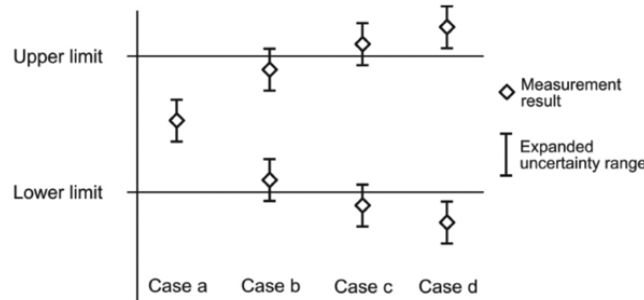 Upper limit
Measurement
result
Expanded
uncertainty range
Lower limit
Case a Case b Case c Case d